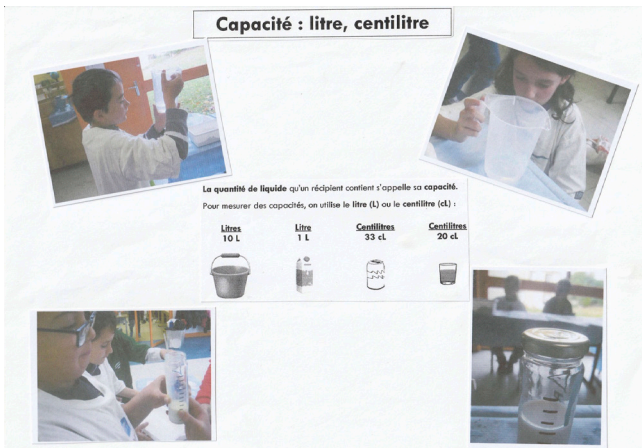 Capacité : litre, centilitre
La quantité de liquide qu'un récipient contient s'appelle sa capacité.
Pour mesurer des capacités, on utilise le litre (L) ou le centilitre (cL) :
Litres Litre Centilitres Centilitres
10 L 1 L 33 cL 20 cL